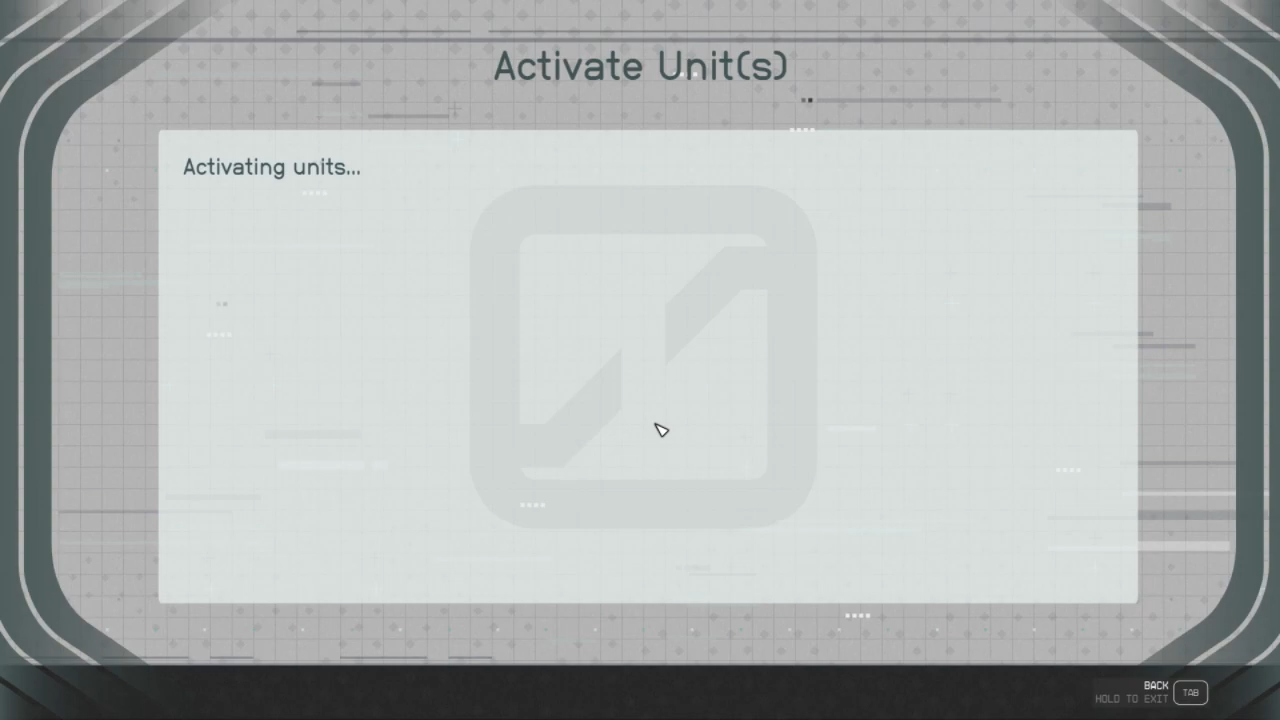 Activate Unit(s)
Activating units...
BACK
HOLD TO EXIT
TAB